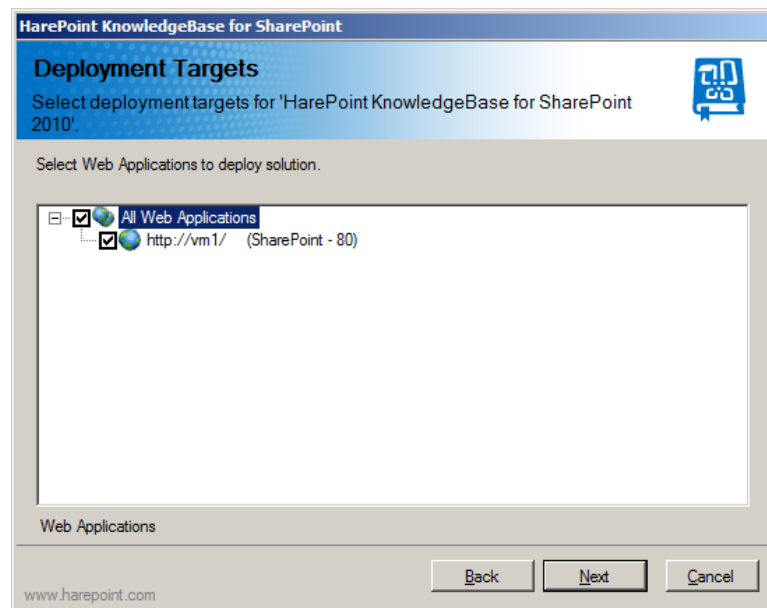 HarePoint KnowledgeBase for SharePoint
Deployment Targets
Select deployment targets for 'HarePoint KnowledgeBase for SharePoint
2010'.
Select Web Applications to deploy solution.
All Web Applications
http://vm1/ (SharePoint - 80)
Web Applications
Back Next Cancel
www.harepoint.com